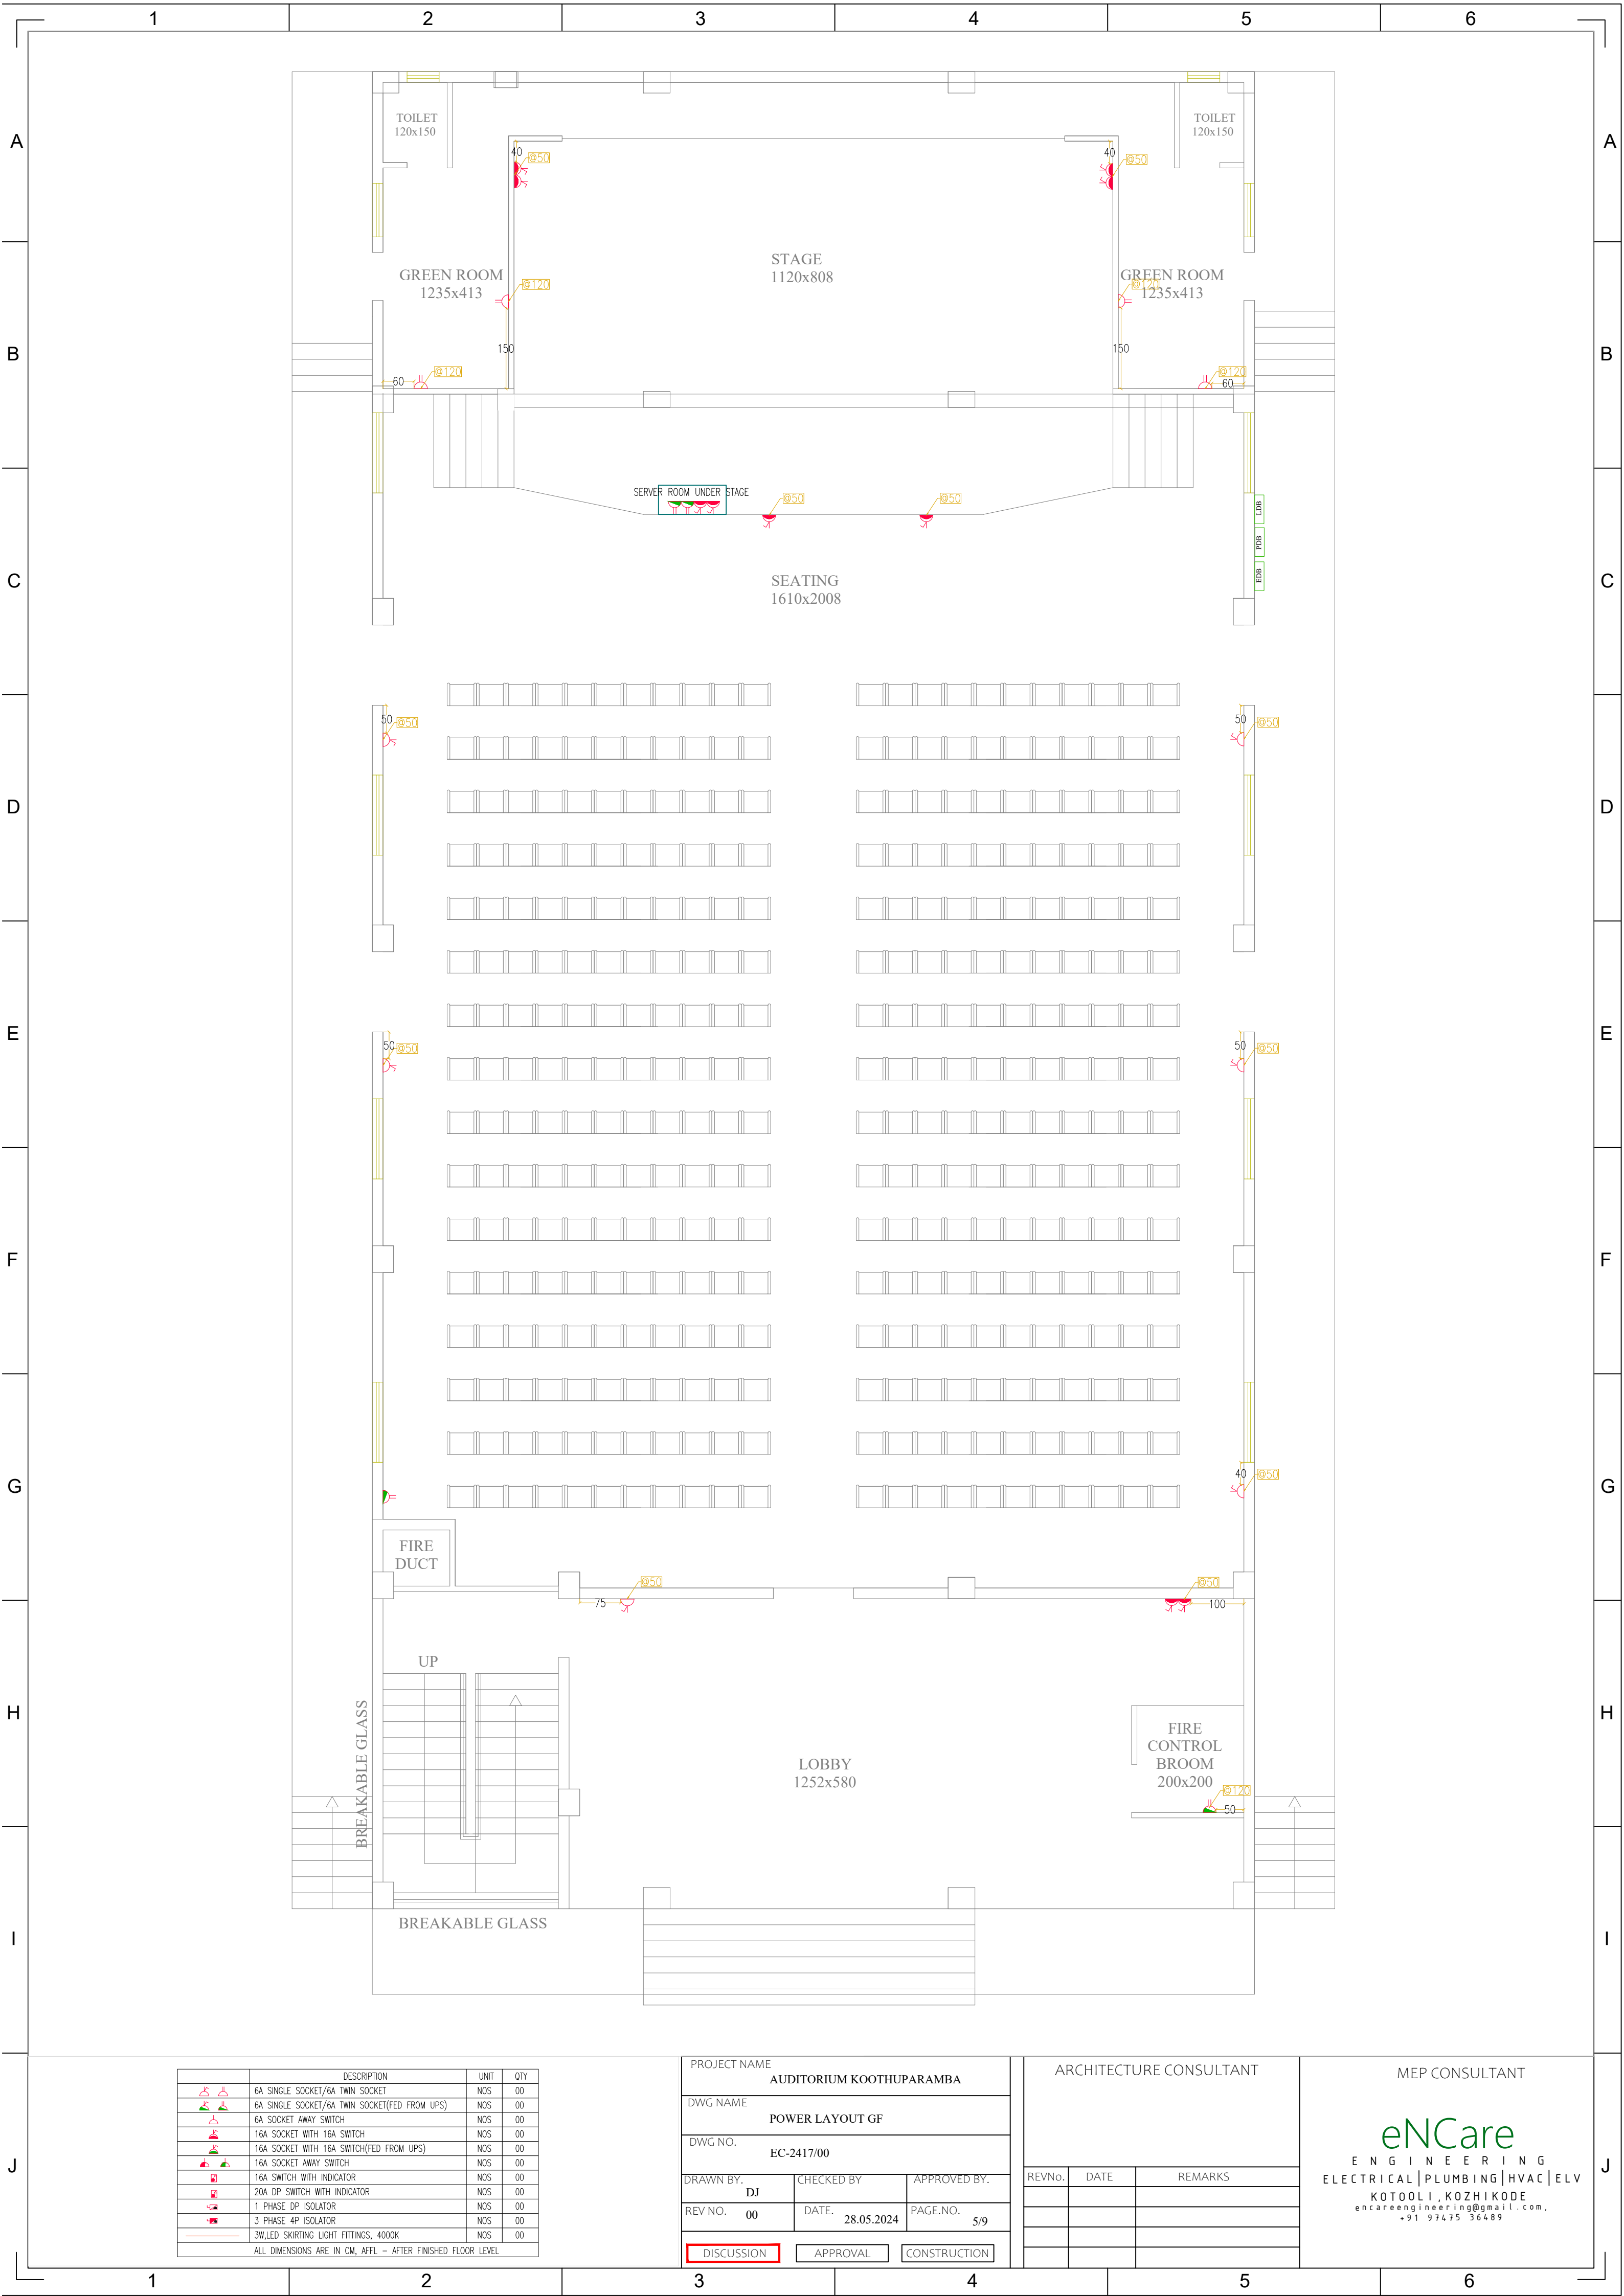 1 2 3 4 5 6
A A
TOILET
120x150
TOILET
120x150
40 @50
40 @50
STAGE
1120x808
GREEN ROOM
1235x413
GREEN ROOM
1235x413
@120
@120
B B
150
150
60 @120
@120
60
SERVER ROOM UNDER STAGE
@50
@50
LDB
PDB
EDB
C C
SEATING
1610x2008
50 @50
50 @50
D D
E E
50 @50
50 @50
F F
40 @50
G G
FIRE
DUCT
@50
75
@50
100
UP
H H
BREAKABLE GLASS
FIRE
CONTROL
BROOM
200x200
LOBBY
1252x580
@120
50
BREAKABLE GLASS
I I
DESCRIPTION UNIT QTY
6A SINGLE SOCKET/6A TWIN SOCKET NOS 00
6A SINGLE SOCKET/6A TWIN SOCKET(FED FROM UPS) NOS 00
6A SOCKET AWAY SWITCH NOS 00
16A SOCKET WITH 16A SWITCH NOS 00
16A SOCKET WITH 16A SWITCH(FED FROM UPS) NOS 00
16A SOCKET AWAY SWITCH NOS 00
16A SWITCH WITH INDICATOR NOS 00
20A DP SWITCH WITH INDICATOR NOS 00
1 PHASE DP ISOLATOR NOS 00
3 PHASE 4P ISOLATOR NOS 00
3W,LED SKIRTING LIGHT FITTINGS, 4000K NOS 00
ALL DIMENSIONS ARE IN CM, AFFL – AFTER FINISHED FLOOR LEVEL
PROJECT NAME
AUDITORIUM KOOTHUPARAMBA
DWG NAME
POWER LAYOUT GF
DWG NO.
EC-2417/00
DRAWN BY. CHECKED BY APPROVED BY.
DJ
REV NO. 00 DATE. 28.05.2024 PAGE.NO. 5/9
DISCUSSION APPROVAL CONSTRUCTION
ARCHITECTURE CONSULTANT
REVNo. DATE REMARKS
MEP CONSULTANT
eNCare
ENGINEERING
ELECTRICAL|PLUMBING|HVAC|ELV
KOTOOLI,KOZHIKODE
encareengineering@gmail.com,
+91 97475 36489
J J
1 2 3 4 5 6